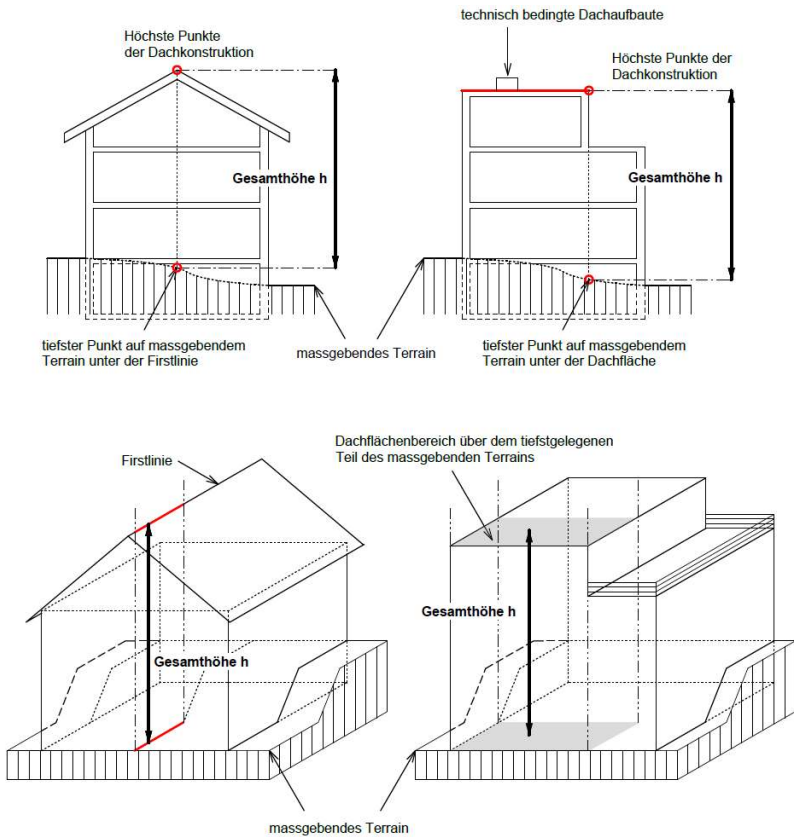 technisch bedingte Dachaufbaute
Höchste Punkte
der Dachkonstruktion
Höchste Punkte der
Dachkonstruktion
Gesamthöhe h
Gesamthöhe h
tiefster Punkt auf massgebendem
Terrain unter der Firstlinie
massgebendes Terrain
tiefster Punkt auf massgebendem
Terrain unter der Dachfläche
Firstlinie
Dachflächenbereich über dem tiefstgelegenen
Teil des massgebenden Terrains
Gesamthöhe h
Gesamthöhe h
massgebendes Terrain